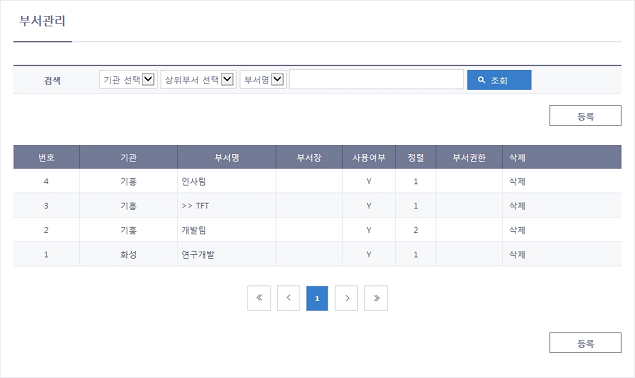 부서관리
검색 기관 선택 상위부서 선택 부서명 조회
등록
번호 기관 부서명 부서장 사용여부 정렬 부서권한 삭제
4 기흥 인사팀 Y 1 삭제
3 기흥 >> TFT Y 1 삭제
2 기흥 개발팀 Y 2 삭제
1 화성 연구개발 Y 1 삭제
« < 1 > »
등록